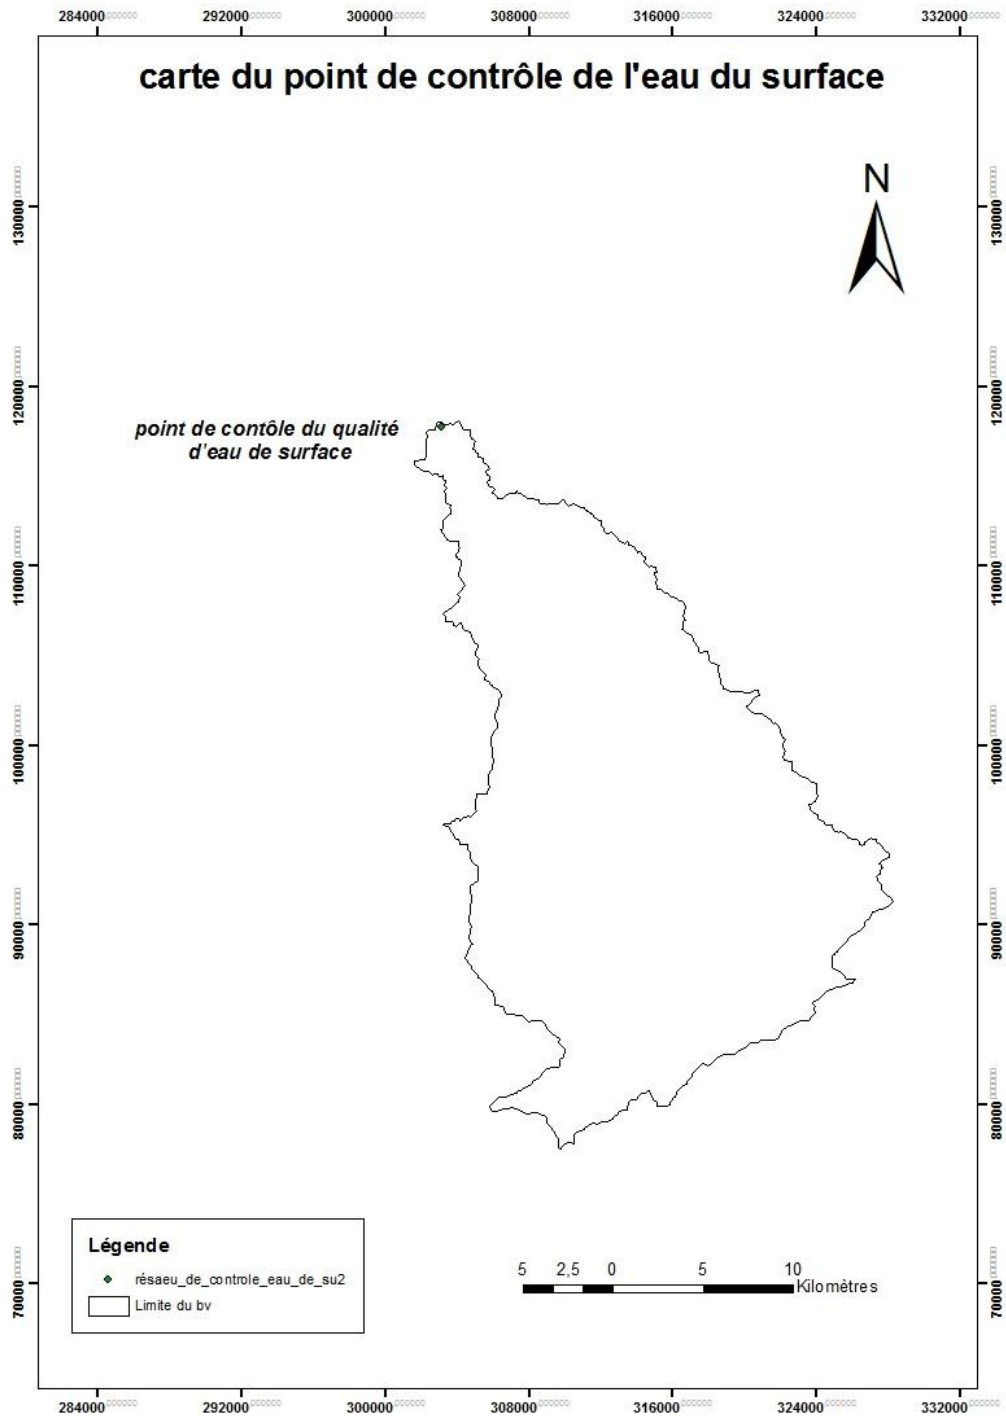 284000 292000 300000 308000 316000 324000 332000
carte du point de contrôle de l'eau du surface
N
130000 130000
120000 120000
point de contôle du qualité
d'eau de surface
110000 110000
100000 100000
90000 90000
80000 80000
70000 70000
Légende
résaeu_de_controle_eau_de_su2
Limite du bv
5 2,5 0 5 10
Kilomètres
284000 292000 300000 308000 316000 324000 332000